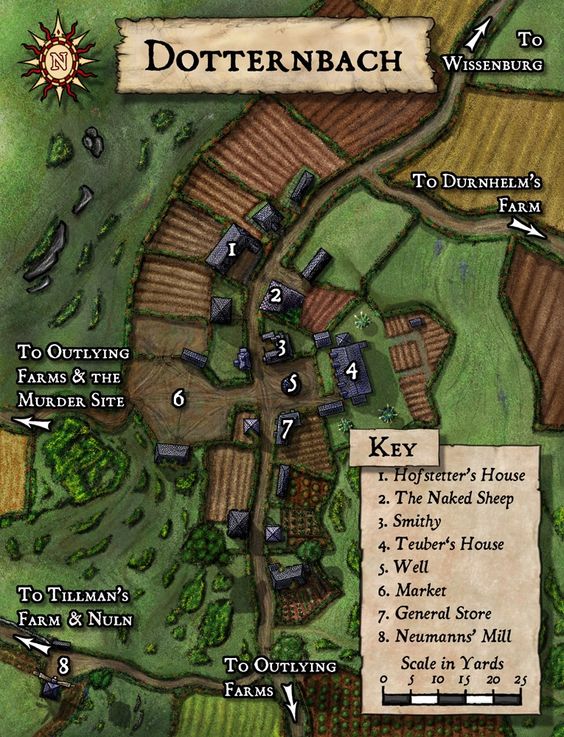 N
Dotternbach
To
Wissenburg
To Durnhelm's
Farm
1
2
3
4
5
6
7
To Outlying
Farms & the
Murder Site
Key
1. Hofstetter's House
2. The Naked Sheep
3. Smithy
4. Teuber's House
5. Well
6. Market
7. General Store
8. Neumanns' Mill
Scale in Yards
0 5 10 15 20 25
To Tillman's
Farm & Nuln
8
To Outlying
Farms